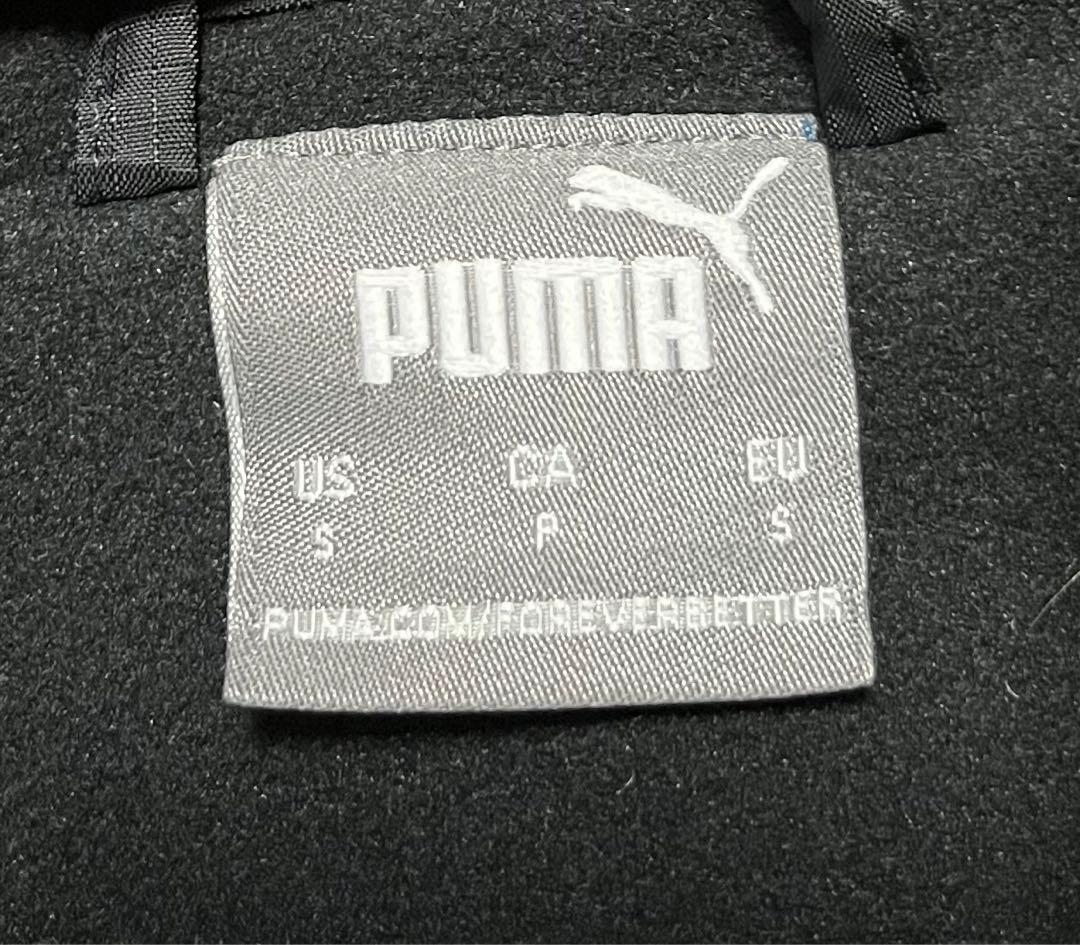 PUMA
US CA EU
S P S
PUMA.COM/FOREVERBETTER